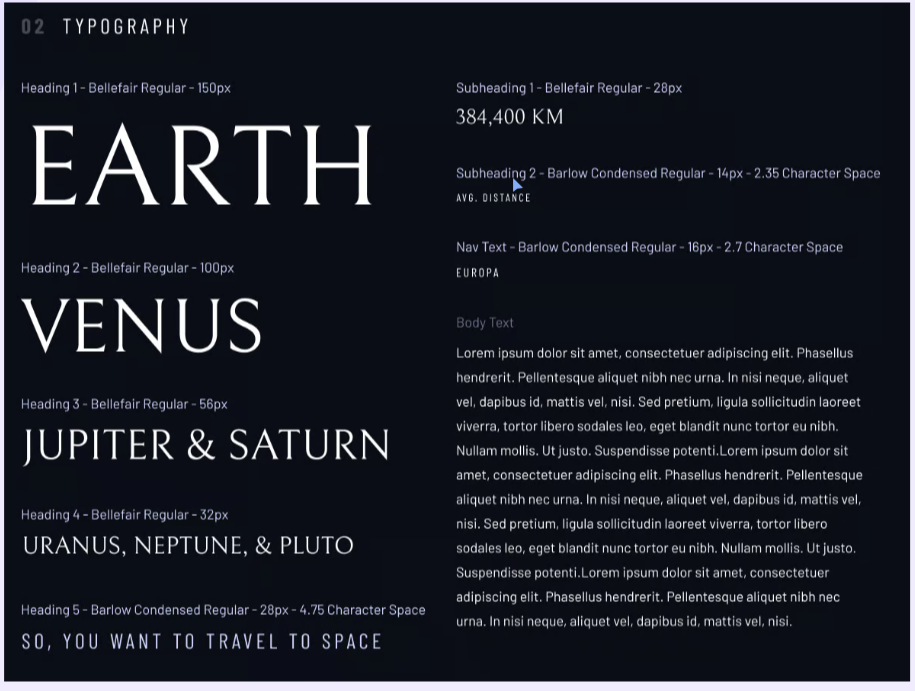 02 TYPOGRAPHY
Heading 1 - Bellefair Regular - 150px
EARTH
Heading 2 - Bellefair Regular - 100px
VENUS
Heading 3 - Bellefair Regular - 56px
JUPITER & SATURN
Heading 4 - Bellefair Regular - 32px
URANUS, NEPTUNE, & PLUTO
Heading 5 - Barlow Condensed Regular - 28px - 4.75 Character Space
SO, YOU WANT TO TRAVEL TO SPACE
Subheading 1 - Bellefair Regular - 28px
384,400 KM
Subheading 2 - Barlow Condensed Regular - 14px - 2.35 Character Space
AVG. DISTANCE
Nav Text - Barlow Condensed Regular - 16px - 2.7 Character Space
EUROPA
Body Text
Lorem ipsum dolor sit amet, consectetuer adipiscing elit. Phasellus
hendrerit. Pellentesque aliquet nibh nec urna. In nisi neque, aliquet
vel, dapibus id, mattis vel, nisi. Sed pretium, ligula sollicitudin laoreet
viverra, tortor libero sodales leo, eget blandit nunc tortor eu nibh.
Nullam mollis. Ut justo. Suspendisse potenti.Lorem ipsum dolor sit
amet, consectetuer adipiscing elit. Phasellus hendrerit. Pellentesque
aliquet nibh nec urna. In nisi neque, aliquet vel, dapibus id, mattis vel,
nisi. Sed pretium, ligula sollicitudin laoreet viverra, tortor libero
sodales leo, eget blandit nunc tortor eu nibh. Nullam mollis. Ut justo.
Suspendisse potenti.Lorem ipsum dolor sit amet, consectetuer
adipiscing elit. Phasellus hendrerit. Pellentesque aliquet nibh nec
urna. In nisi neque, aliquet vel, dapibus id, mattis vel, nisi.